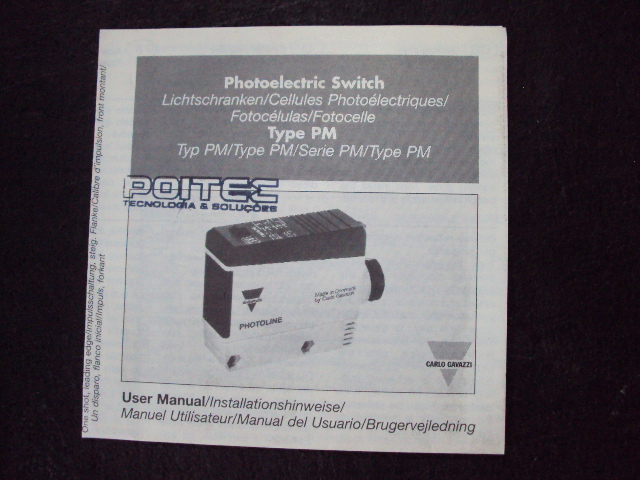 Photoelectric Switch
Lichtschranken/Cellules Photoélectriques/
Fotocélulas/Fotocelle
Type PM
Typ PM/Type PM/Serie PM/Type PM
POITEC
TECNOLOGIA & SOLUÇÕES
Made in Denmark
by Carlo Gavazzi
PHOTOLINE
CARLO GAVAZZI
User Manual/Installationshinweise/
Manuel Utilisateur/Manual del Usuario/Brugervejledning
One shot, leading edge/Impulsschaltung, steig. Flanke/Calibre d'impulsion, front montant/
Un disparo, flanco inicial/Impuls, forkant